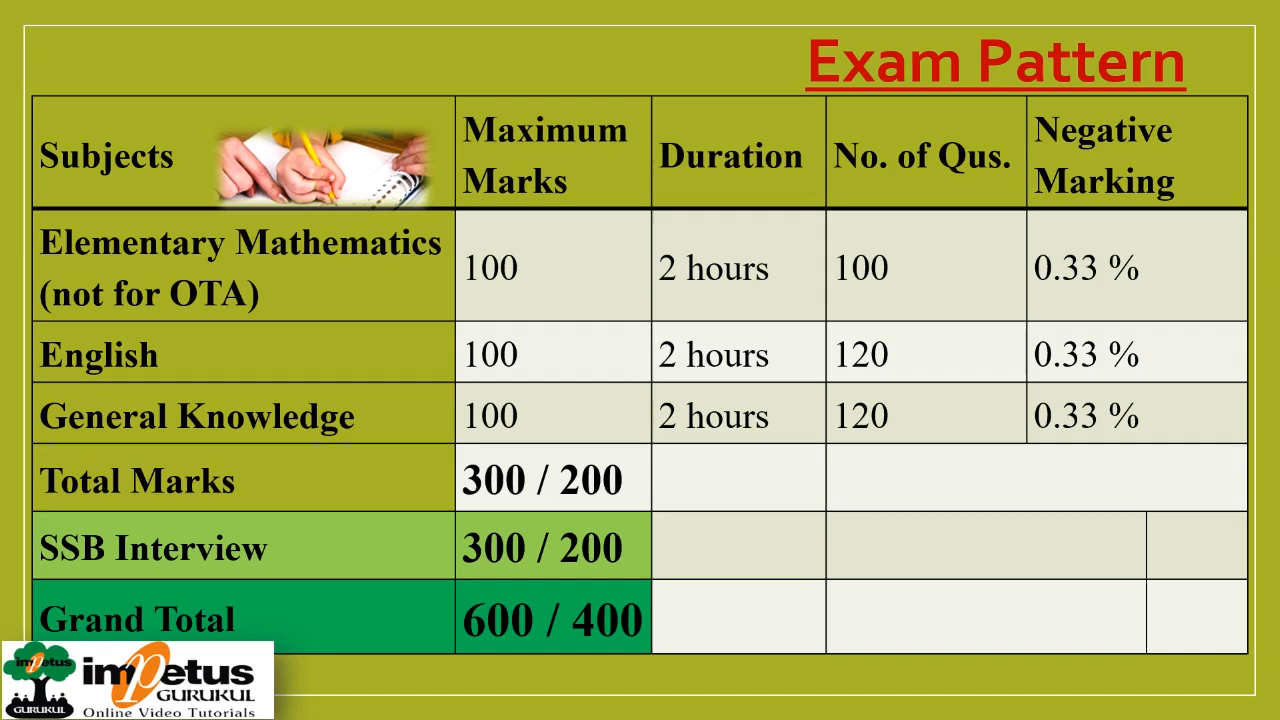 Exam Pattern
Subjects
Maximum
Marks
Duration
No. of Qus.
Negative
Marking
Elementary Mathematics
(not for OTA)
100
2 hours
100
0.33 %
English
100
2 hours
120
0.33 %
General Knowledge
100
2 hours
120
0.33 %
Total Marks
300 / 200
SSB Interview
300 / 200
Grand Total
600 / 400
impetus
GURUKUL
impetus
GURUKUL
Online Video Tutorials